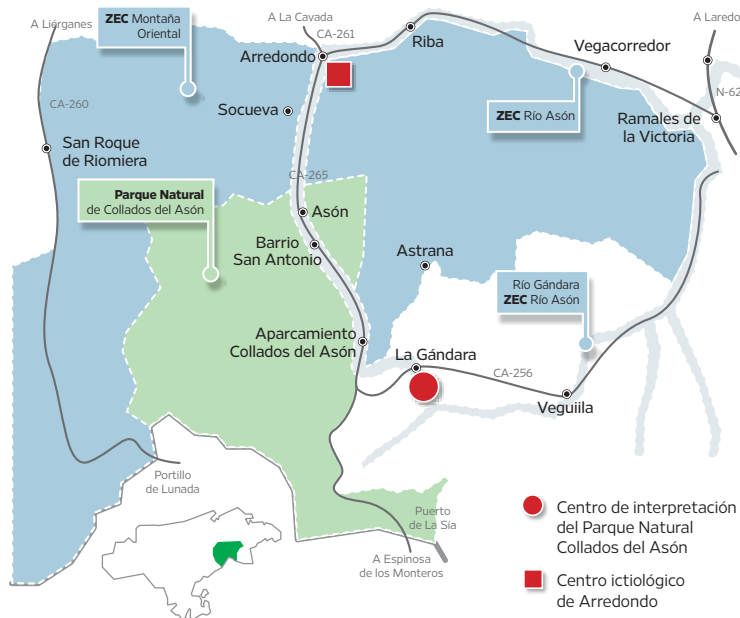 A Liérganes
ZEC Montaña
Oriental
A La Cavada
CA-261
Arredondo
Riba
Vegacorredor
A Laredo
CA-260
Socueva
ZEC Río Asón
N-62
Ramales de
la Victoria
San Roque
de Riomiera
CA-265
Parque Natural
de Collados del Asón
Asón
Barrio
San Antonio
Astrana
Río Gándara
ZEC Río Asón
Aparcamiento
Collados del Asón
La Gándara
CA-256
Veguiila
Portillo
de Lunada
Puerto
de La Sía
A Espinosa
de los Monteros
Centro de interpretación
del Parque Natural
Collados del Asón
Centro ictiológico
de Arredondo